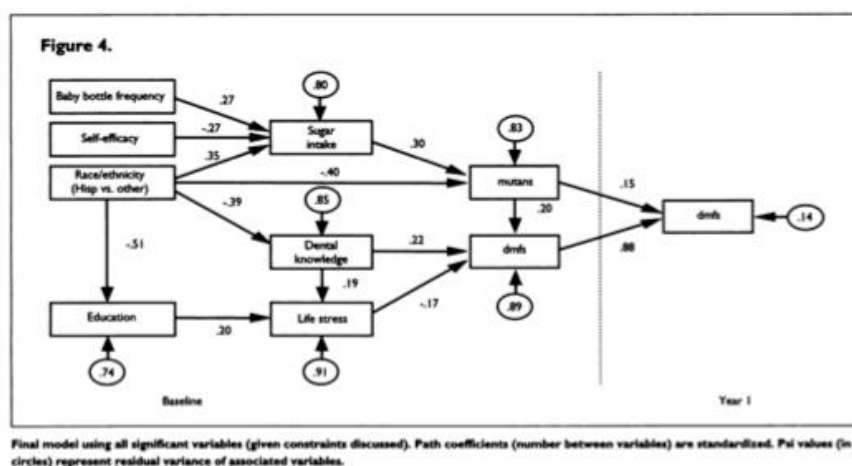 Figure 4.
Baby bottle frequency
Self-efficacy
Race/ethnicity
(Hisp vs. other)
Education
Sugar
intake
Dental
knowledge
Life stress
mutans
dmfs
dmfs
.27
-.27
.35
-.40
-.39
-.51
.20
.30
.22
.19
-.17
.20
.15
.88
.80
.85
.91
.74
.83
.89
.14
Baseline
Year 1
Final model using all significant variables (given constraints discussed). Path coefficients (number between variables) are standardized. Psi values (in
circles) represent residual variance of associated variables.